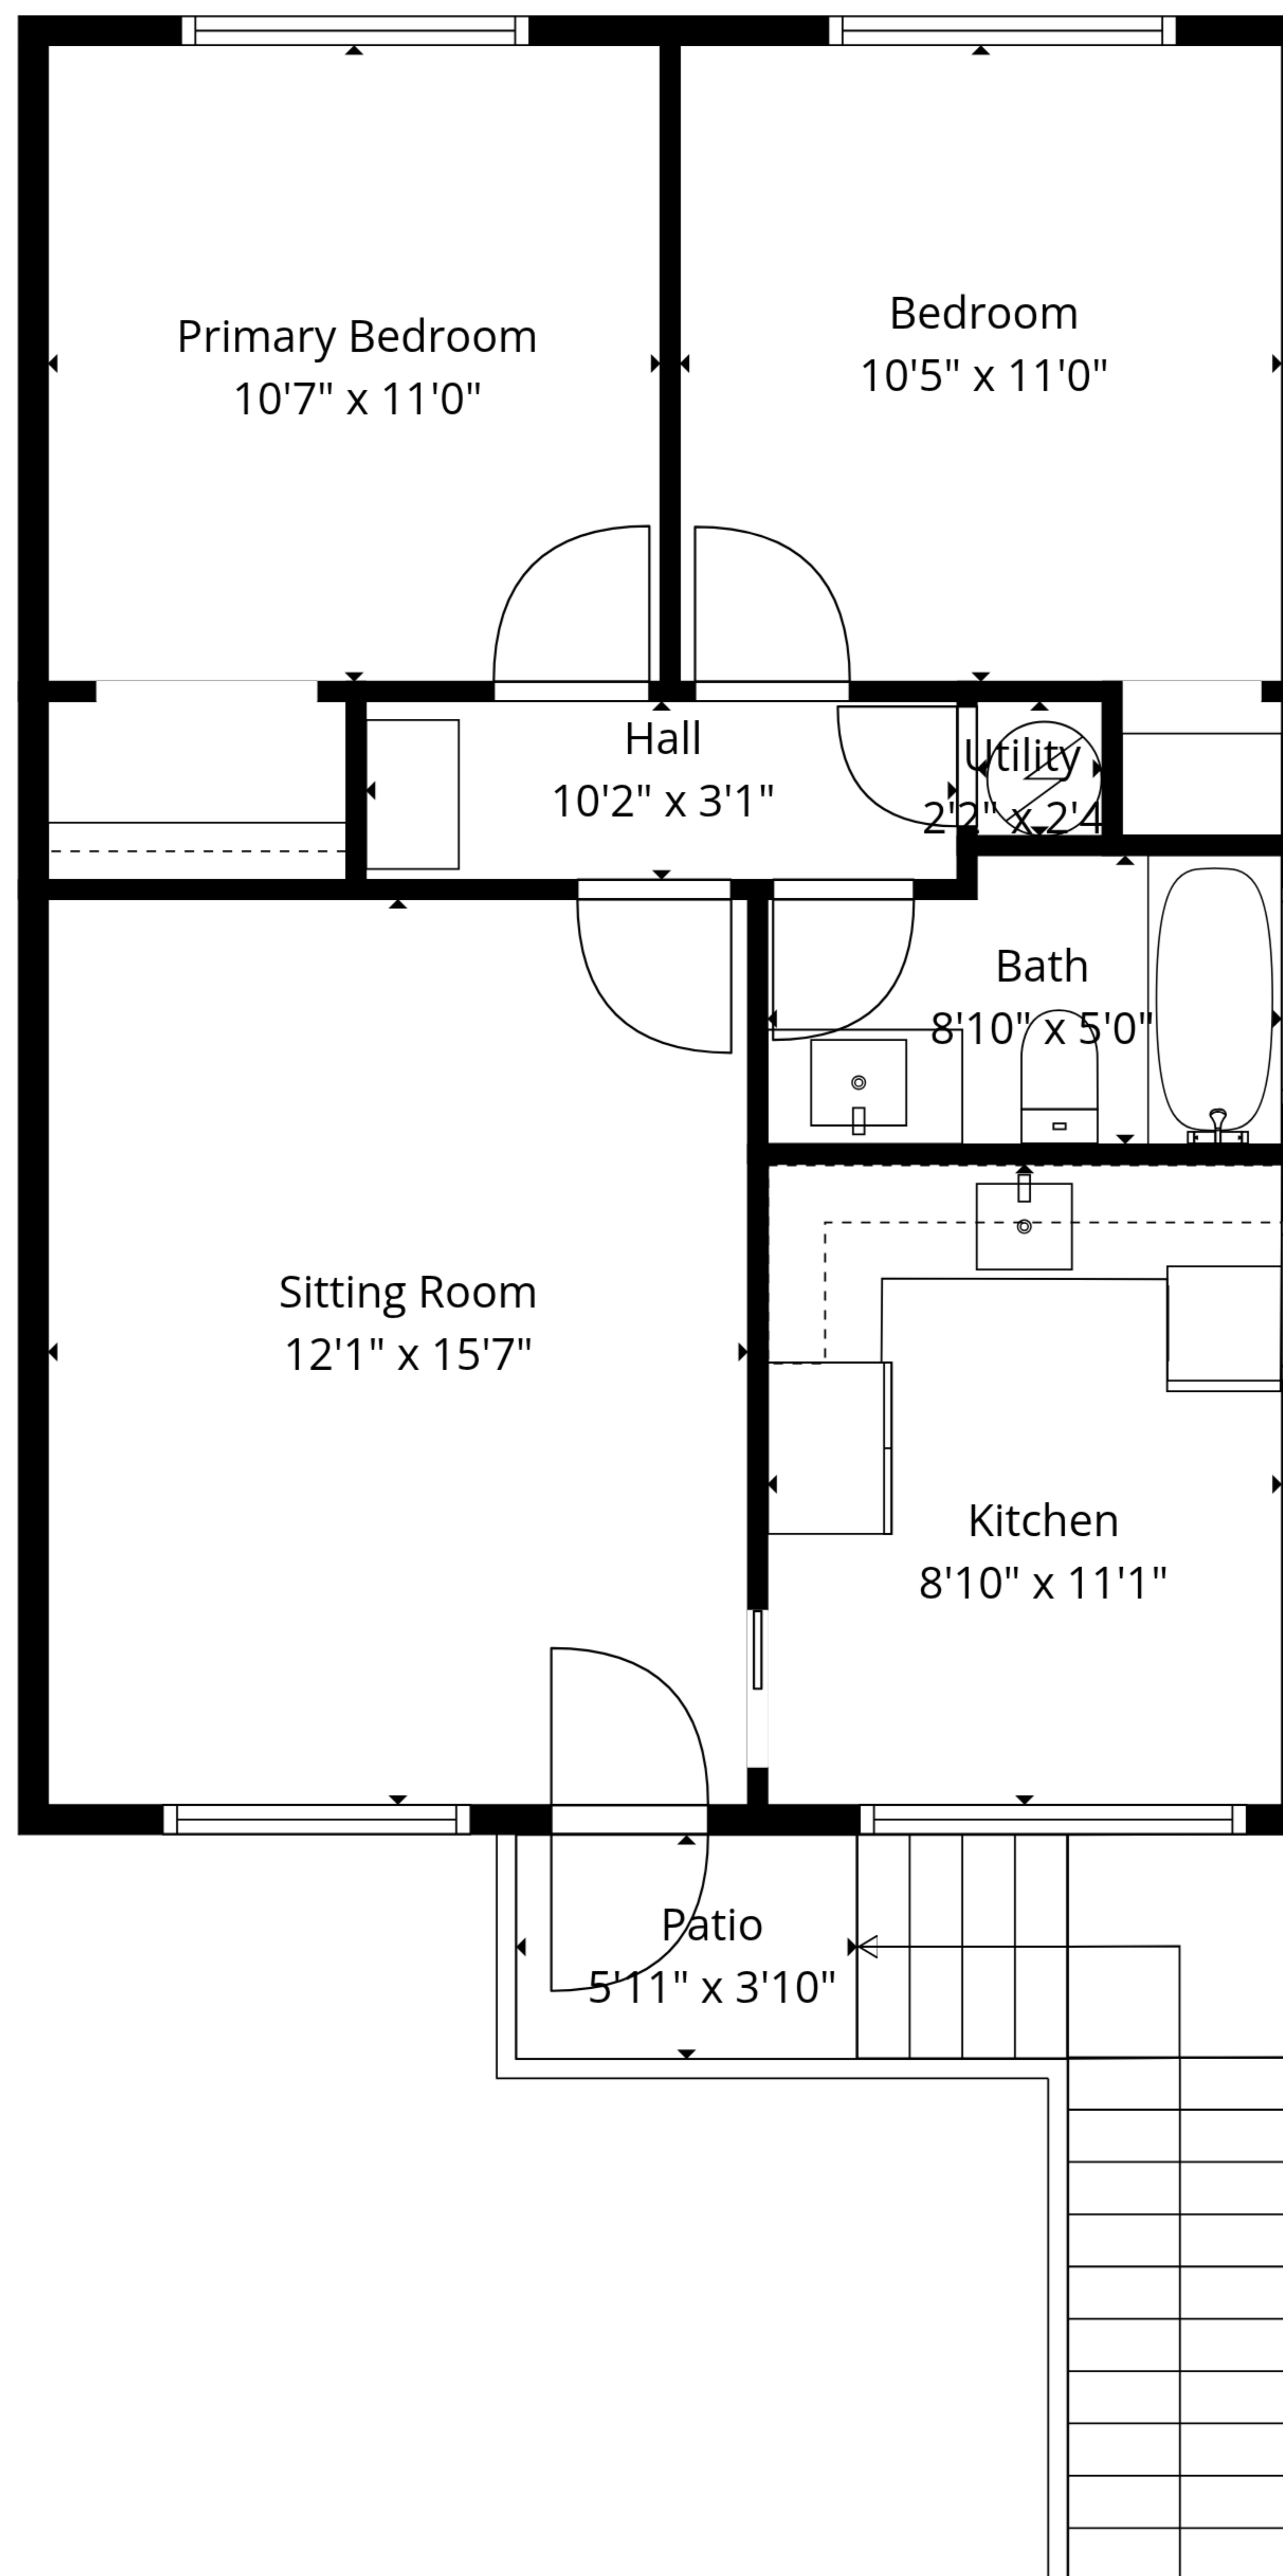 Primary Bedroom
10'7" x 11'0"
Bedroom
10'5" x 11'0"
Hall
10'2" x 3'1"
Utility
2'2" x 2'4
Bath
8'10" x 5'0"
Sitting Room
12'1" x 15'7"
Kitchen
8'10" x 11'1"
Patio
5'11" x 3'10"